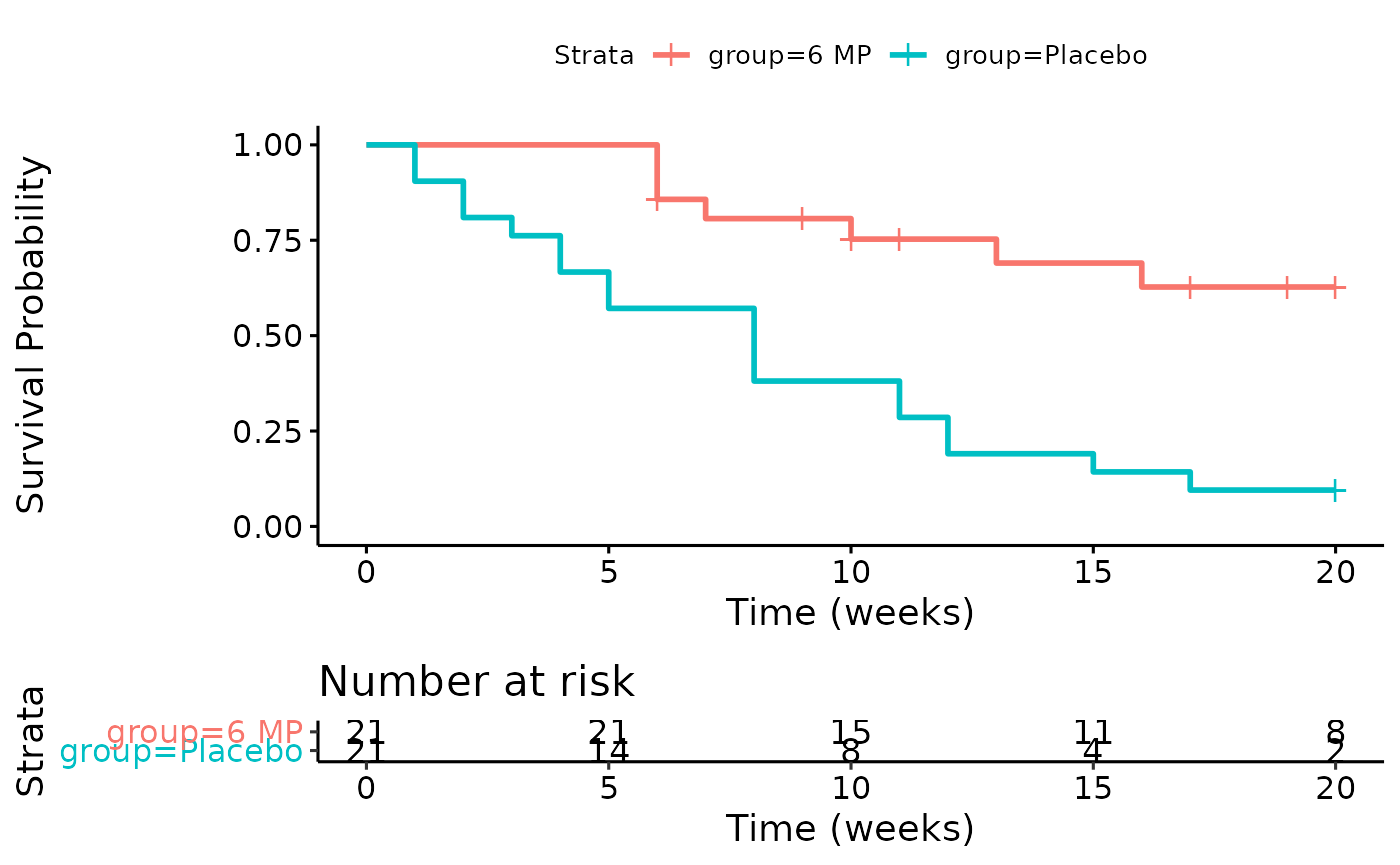 Strata group=6 MP group=Placebo
Survival Probability
1.00
0.75
0.50
0.25
0.00
0 5 10 15 20
Time (weeks)
Number at risk
Strata
group=6 MP 21 21 15 11 8
group=Placebo 21 14 8 4 2
0 5 10 15 20
Time (weeks)